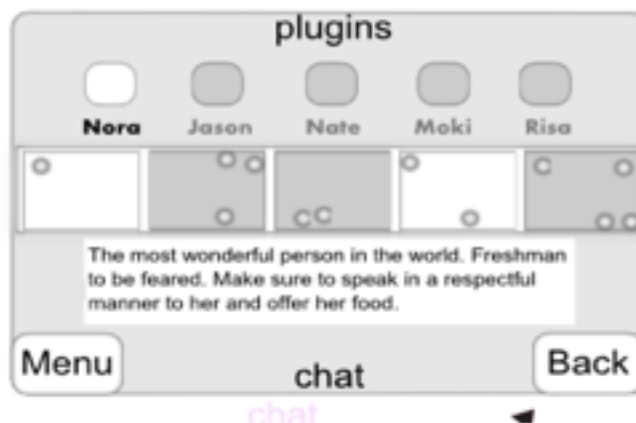 plugins
Nora Jason Nate Moki Risa
The most wonderful person in the world. Freshman
to be feared. Make sure to speak in a respectful
manner to her and offer her food.
Menu chat Back
chat